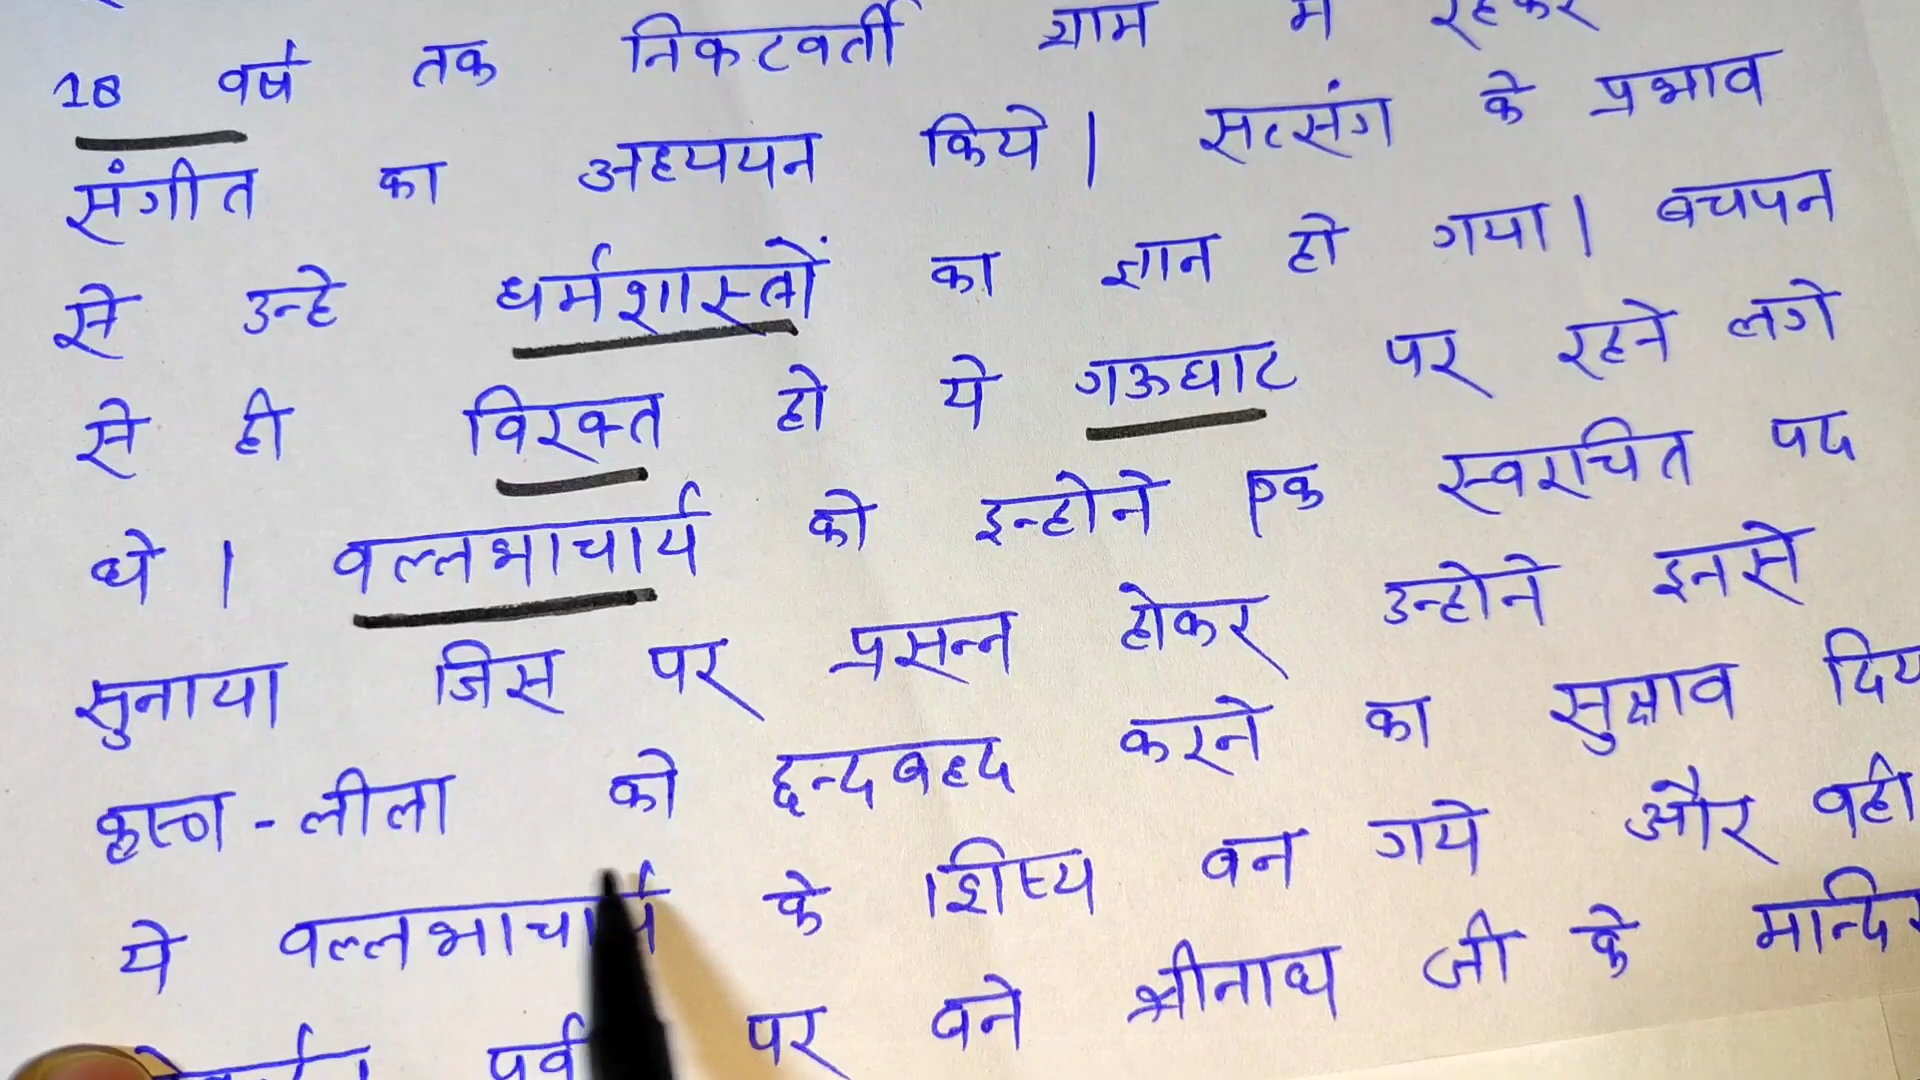 18 वर्ष तक निकटवर्ती ग्राम में रहकर
संगीत का अध्ययन किये। सत्संग के प्रभाव
से उन्हे धर्मशास्त्रों का ज्ञान हो गया। बचपन
से ही विरक्त हो ये गऊघाट पर रहने लगे
थे। वल्लभाचार्य को इन्होने एक स्वरचित पद
सुनाया जिस पर प्रसन्न होकर उन्होने इनसे
कृष्ण - लीला को छन्दबध्द करने का सुझाव दिय
ये वल्लभाचार्य के शिष्य बन गये और वही
पर्व पर बने श्रीनाथ जी के मन्दिर